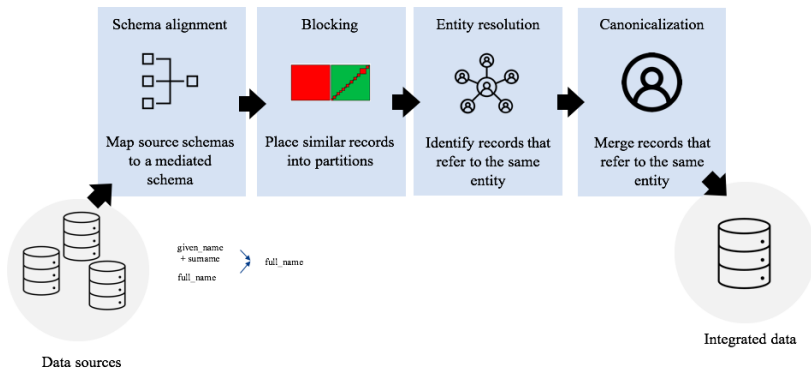 Schema alignment
Blocking
Entity resolution
Canonicalization
Map source schemas
to a mediated
schema
Place similar records
into partitions
Identify records that
refer to the same
entity
Merge records that
refer to the same
entity
given_name
+ surname
full_name
full_name
Data sources
Integrated data